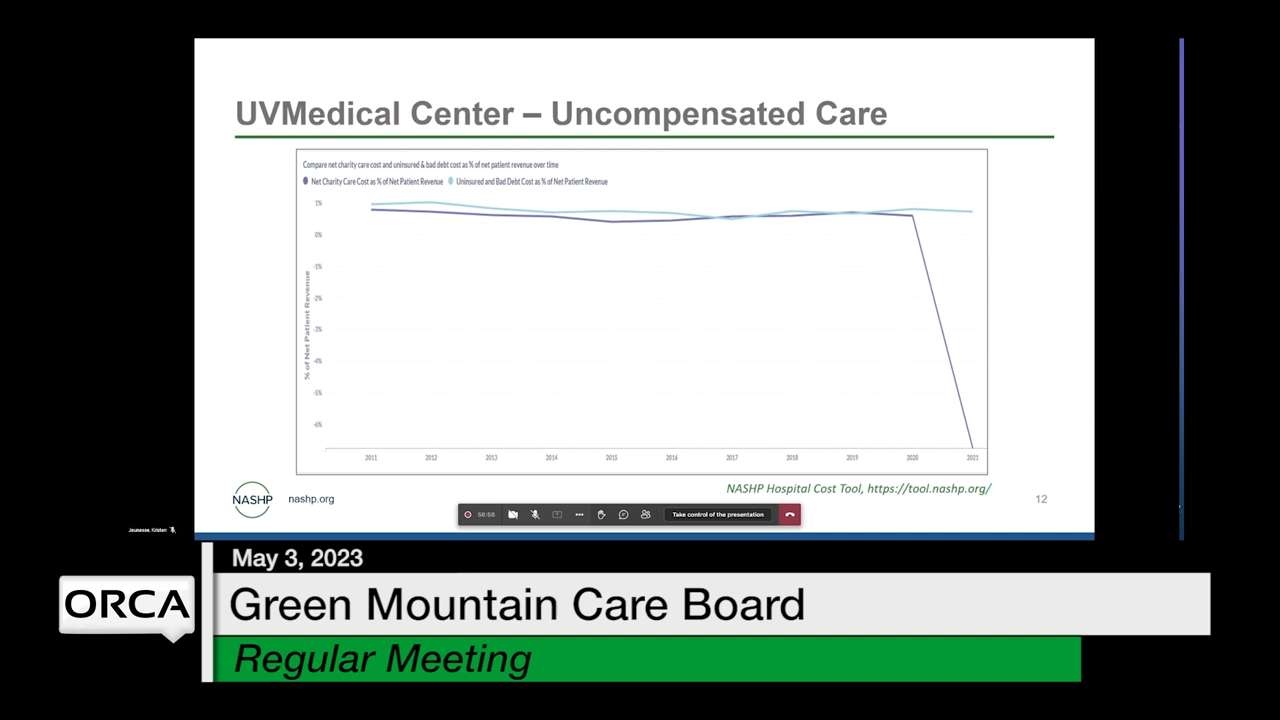 UVMedical Center – Uncompensated Care
Compare net charity care cost and uninsured & bad debt cost as % of net patient revenue over time
Net Charity Care Cost as % of Net Patient Revenue Uninsured and Bad Debt Cost as % of Net Patient Revenue
1%
0%
-1%
-2%
-3%
-4%
-5%
-6%
% of Net Patient Revenue
2011 2012 2013 2014 2015 2016 2017 2018 2019 2020 2021
NASHP Hospital Cost Tool, https://tool.nashp.org/
NASHP nashp.org
12
56:56
Take control of the presentation
Jeunesse, Kristen
May 3, 2023
ORCA
Green Mountain Care Board
Regular Meeting